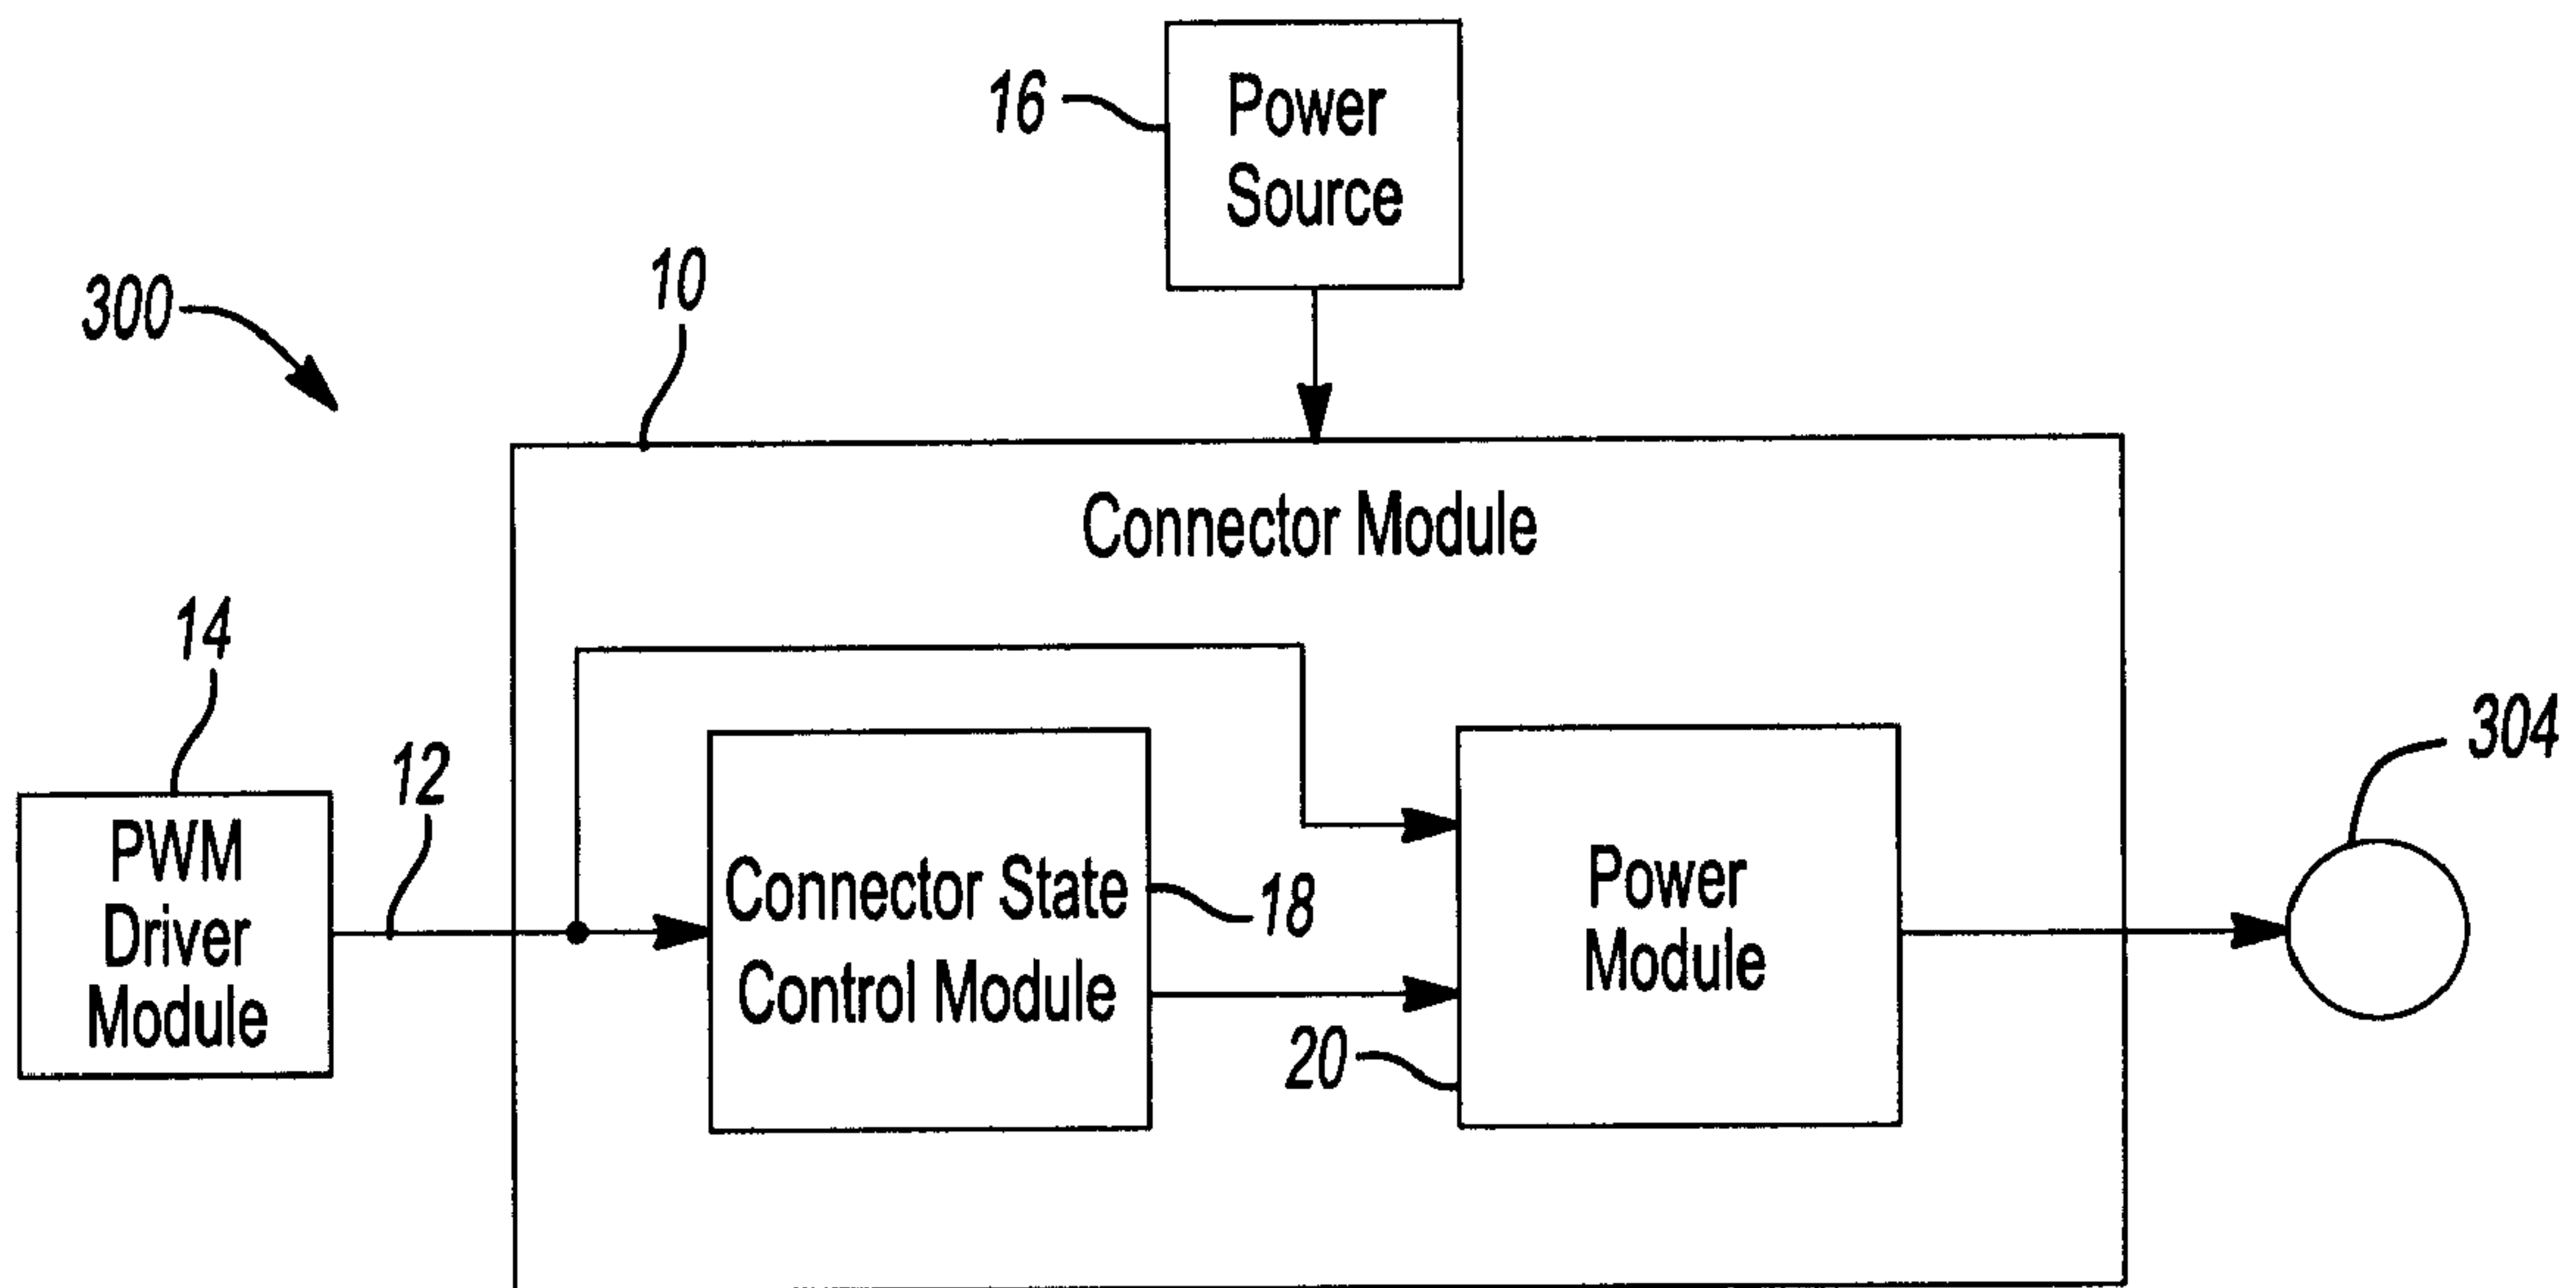 16
Power
Source
300
10
Connector Module
14
12
PWM
Driver
Module
Connector State
Control Module
18
Power
Module
20
304